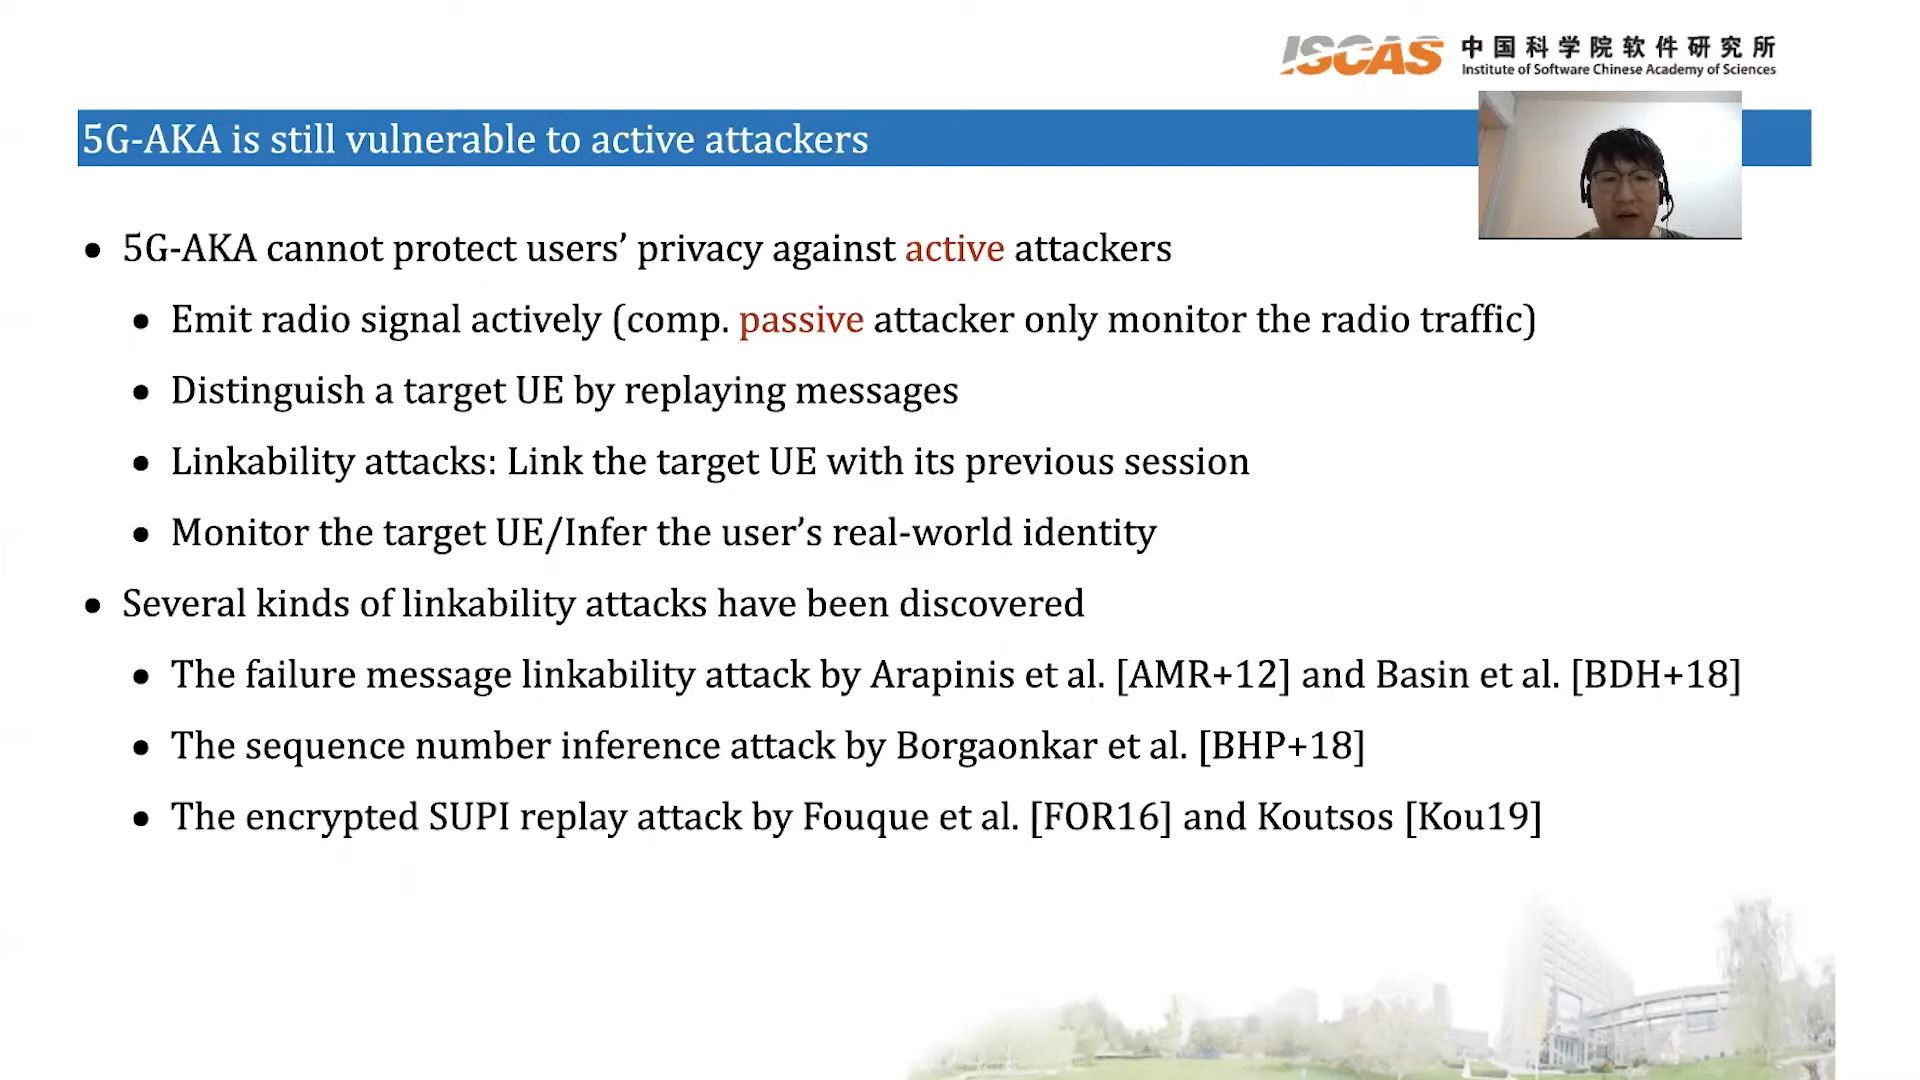 ISCAS
中国科学院软件研究所
Institute of Software Chinese Academy of Sciences
5G-AKA is still vulnerable to active attackers
• 5G-AKA cannot protect users’ privacy against active attackers
• Emit radio signal actively (comp. passive attacker only monitor the radio traffic)
• Distinguish a target UE by replaying messages
• Linkability attacks: Link the target UE with its previous session
• Monitor the target UE/Infer the user’s real-world identity
• Several kinds of linkability attacks have been discovered
• The failure message linkability attack by Arapinis et al. [AMR+12] and Basin et al. [BDH+18]
• The sequence number inference attack by Borgaonkar et al. [BHP+18]
• The encrypted SUPI replay attack by Fouque et al. [FOR16] and Koutsos [Kou19]